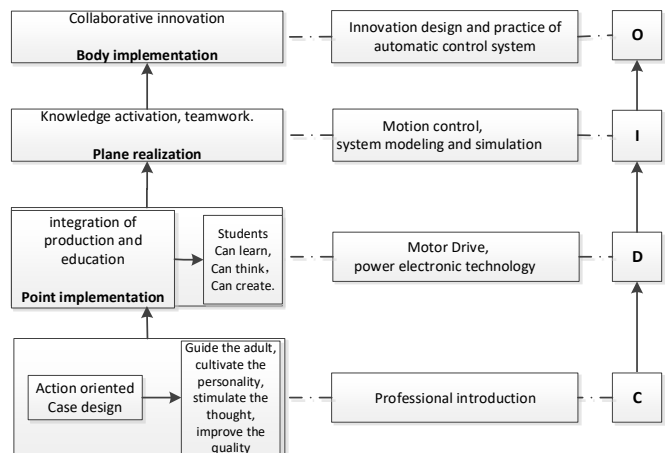 Collaborative innovation
Body implementation
Innovation design and practice of
automatic control system
O
Knowledge activation, teamwork.
Plane realization
Motion control,
system modeling and simulation
I
integration of
production and
education
Point implementation
Students
Can learn,
Can think,
Can create.
Motor Drive,
power electronic technology
D
Action oriented
Case design
Guide the adult,
cultivate the
personality,
stimulate the
thought,
improve the
quality
Professional introduction
C